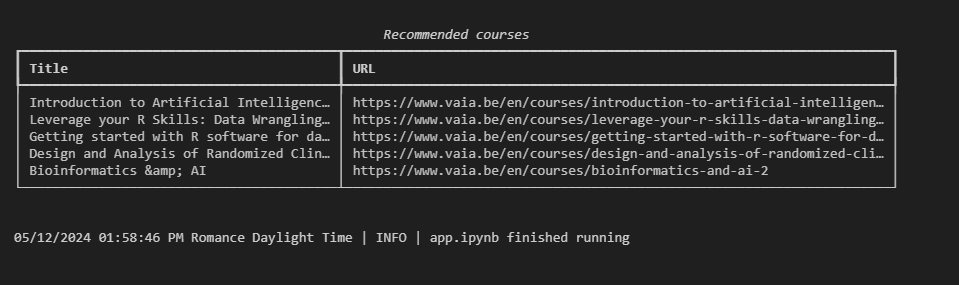 Recommended courses
Title URL
Introduction to Artificial Intelligenc… https://www.vaia.be/en/courses/introduction-to-artificial-intelligen…
Leverage your R Skills: Data Wrangling… https://www.vaia.be/en/courses/leverage-your-r-skills-data-wrangling…
Getting started with R software for da… https://www.vaia.be/en/courses/getting-started-with-r-software-for-d…
Design and Analysis of Randomized Clin… https://www.vaia.be/en/courses/design-and-analysis-of-randomized-cli…
Bioinformatics &amp; AI https://www.vaia.be/en/courses/bioinformatics-and-ai-2
05/12/2024 01:58:46 PM Romance Daylight Time | INFO | app.ipynb finished running